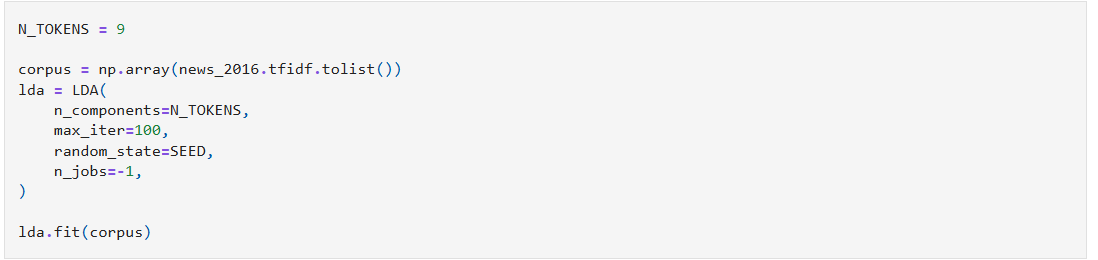 N_TOKENS = 9
corpus = np.array(news_2016.tfidf.tolist())
lda = LDA(
    n_components=N_TOKENS,
    max_iter=100,
    random_state=SEED,
    n_jobs=-1,
)
lda.fit(corpus)